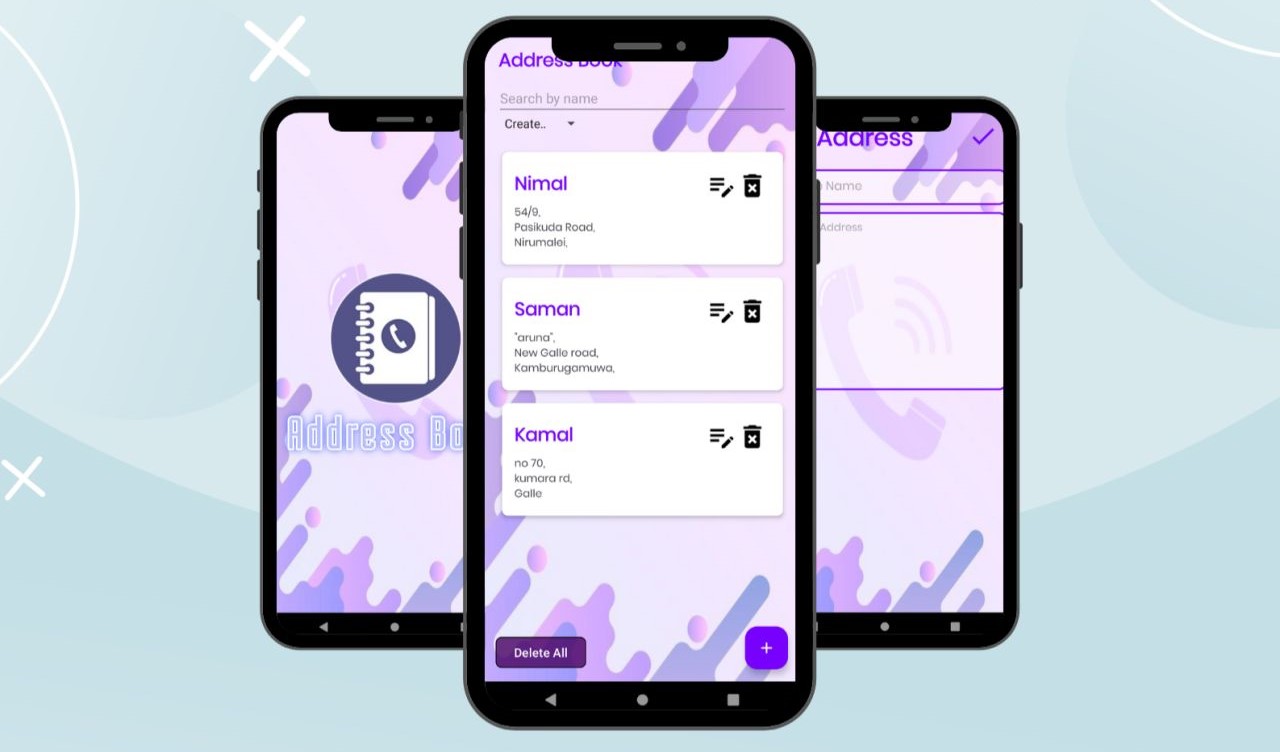 Address Bo
Address Book
Search by name
Create..
Nimal
54/9,
Pasikuda Road,
Nirumalei,
Saman
"aruna",
New Galle road,
Kamburugamuwa,
Kamal
no 70,
kumara rd,
Galle
Delete All
+
Address
Name
Address